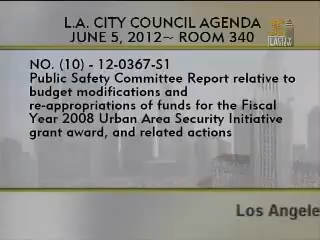 L.A. CITY COUNCIL AGENDA
JUNE 5, 2012~ ROOM 340
NO. (10) - 12-0367-S1
Public Safety Committee Report relative to
budget modifications and
re-appropriations of funds for the Fiscal
Year 2008 Urban Area Security Initiative
grant award, and related actions
Los Angele